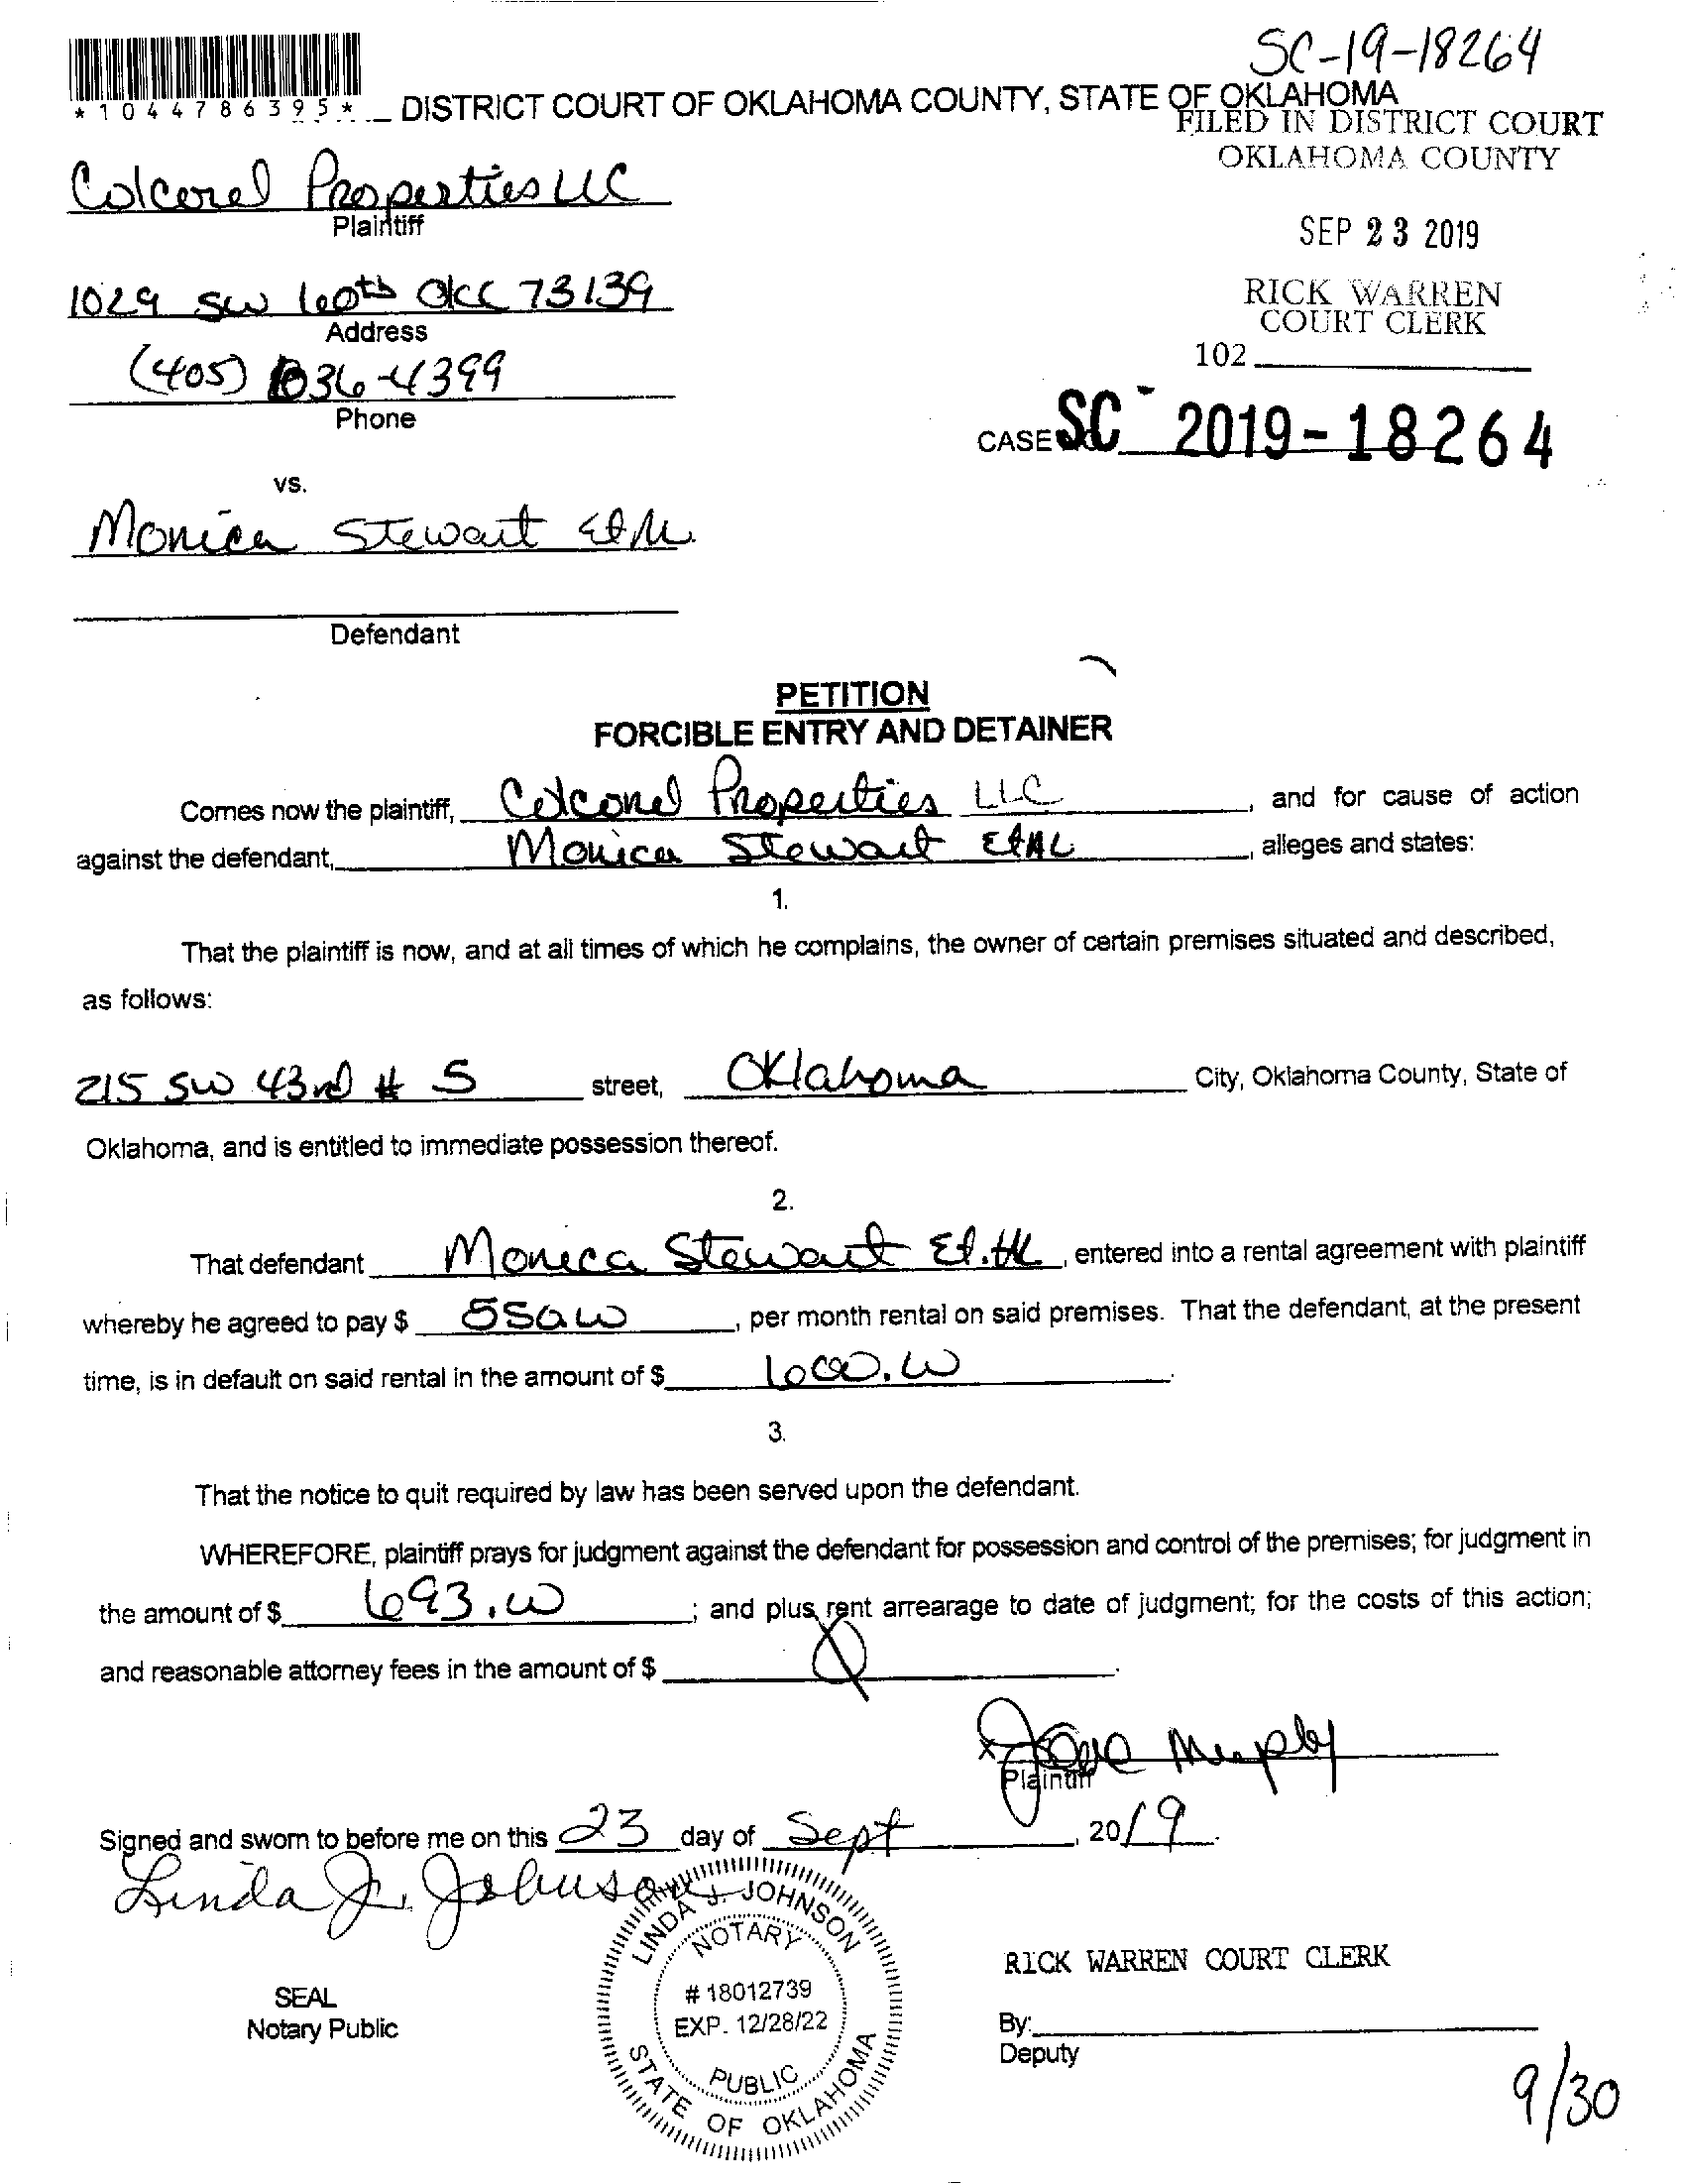 SC-19-18264
*1044786395*
DISTRICT COURT OF OKLAHOMA COUNTY, STATE OF OKLAHOMA
FILED IN DISTRICT COURT
OKLAHOMA COUNTY
Properties LLC
Plaintiff
SEP 23 2019
1029 SW 60th OKC 73139
Address
RICK WARREN
COURT CLERK
(405) 36-4399
Phone
102
CASE SC - 2019-18264
vs.
Monica Stewart Et Al.
Defendant
PETITION
FORCIBLE ENTRY AND DETAINER
Comes now the plaintiff, Properties LLC, and for cause of action
against the defendant, Monica Stewart Et AL, alleges and states:
1.
That the plaintiff is now, and at all times of which he complains, the owner of certain premises situated and described,
as follows:
215 SW 43rd # street, Oklahoma City, Oklahoma County, State of
Oklahoma, and is entitled to immediate possession thereof.
2.
That defendant Monica Stewart Et. AL, entered into a rental agreement with plaintiff
whereby he agreed to pay $, per month rental on said premises. That the defendant, at the present
time, is in default on said rental in the amount of $.
3.
That the notice to quit required by law has been served upon the defendant.
WHEREFORE, plaintiff prays for judgment against the defendant for possession and control of the premises; for judgment in
the amount of $ 693.00; and plus rent arrearage to date of judgment; for the costs of this action;
and reasonable attorney fees in the amount of $.
x Murphy
Plaintiff
Signed and sworn to before me on this 23 day of Sept, 2019.
Linda J. Johnson
LINDA J. JOHNSON
NOTARY
# 18012739
EXP. 12/28/22
PUBLIC
STATE OF OKLAHOMA
SEAL
Notary Public
RICK WARREN COURT CLERK
By:
Deputy
9/30